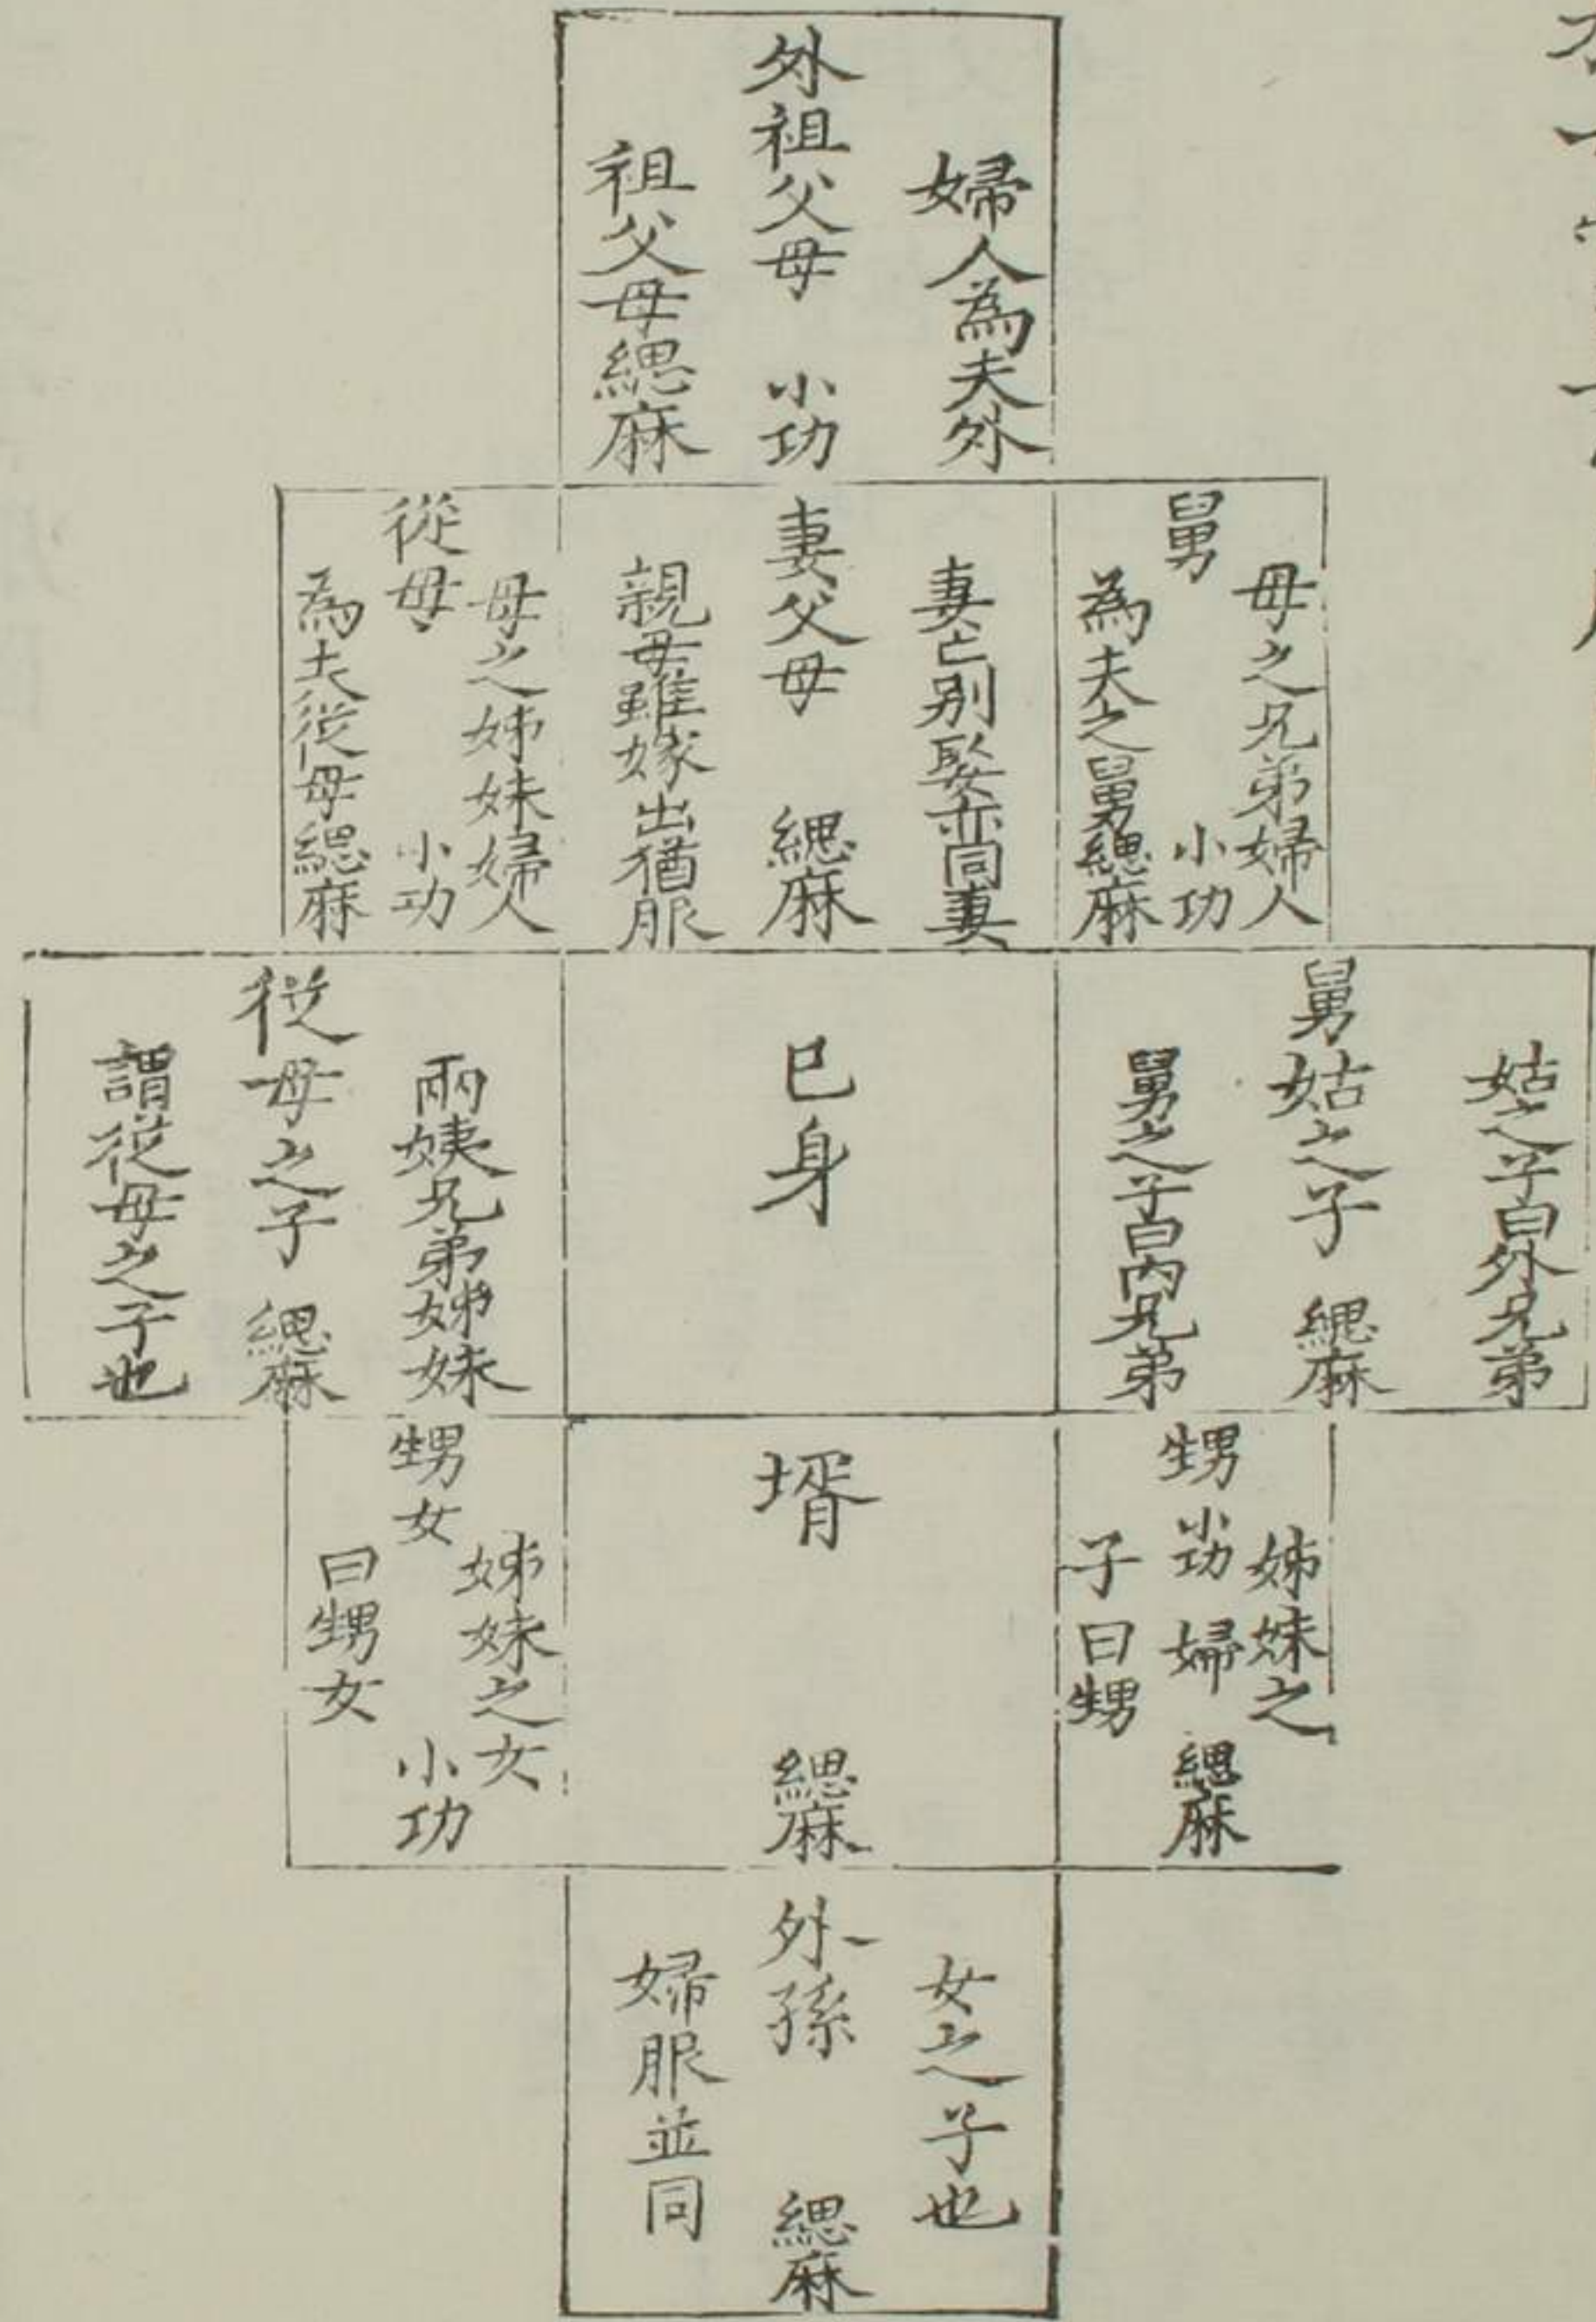 婦人為夫外
外祖父母 小功
祖父母緦麻
母之兄弟婦人
舅 小功
為夫之舅緦麻
妻亡別娶亦同妻
妻父母 緦麻
親母雖嫁出猶服
母之姊妹婦人
從母 小功
為夫從母緦麻
姑之子曰外兄弟
舅姑之子 緦麻
舅之子曰內兄弟
已身
兩姨兄弟姊妹
從母之子 緦麻
謂從母之子也
姊妹之
甥 小功 婦 緦麻
子曰甥
壻 緦麻
姊妹之女
甥女 小功
曰甥女
女之子也
外孫 緦麻
婦服並同